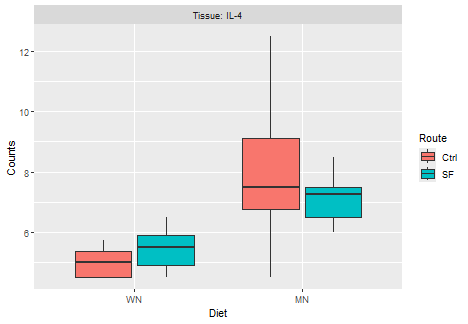 Tissue: IL-4
Counts
12
10
8
6
WN
MN
Diet
Route
Ctrl
SF